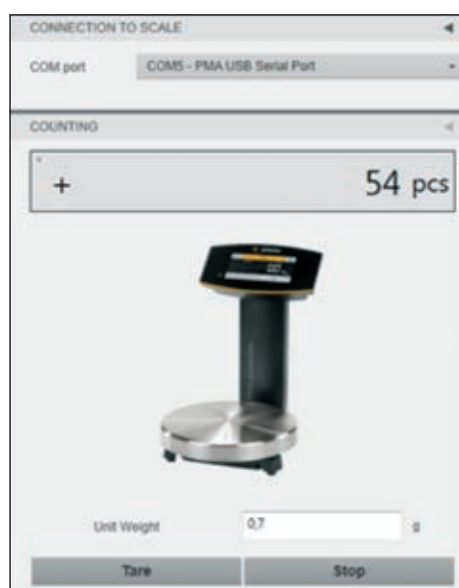 CONNECTION TO SCALE
COM port COM5 - PMA USB Serial Port
COUNTING
+ 54 pcs
Unit Weight 0,7 g
Tare Stop